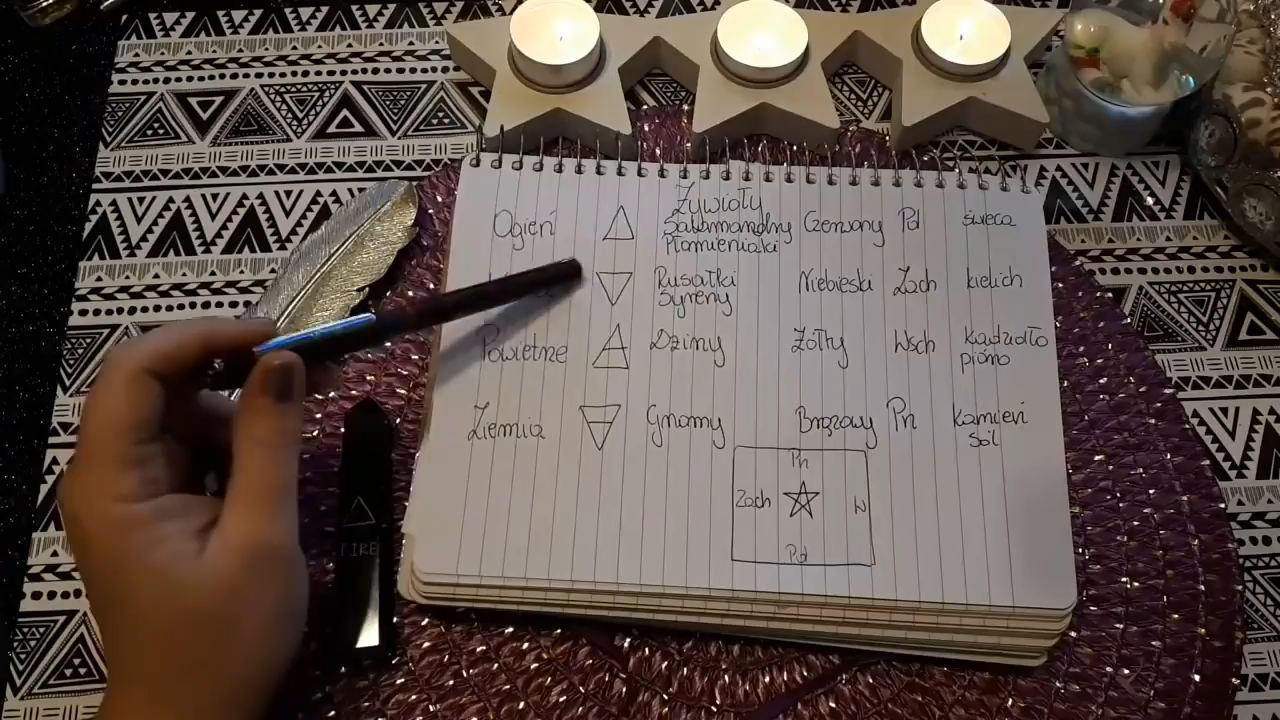 Żywioły
Ogień Salamandry Czerwony Pd świeca
Płomieniaki
Rusałki Niebieski Zach kielich
Syreny
Powietrze Dżiny Żółty Wsch Kadzidło
pióro
Ziemia Gnomy Brązowy Pn Kamień
sól
Pn
Zach W
Pd
FIRE